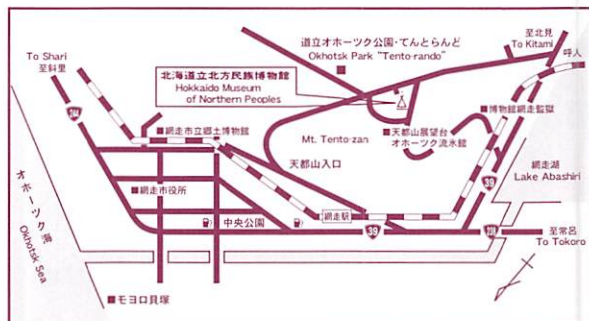 道立オホーツク公園・てんとらんど
Okhotsk Park "Tento-rando"
至北見
To Kitami
呼人
To Shari
至斜里
北海道立北方民族博物館
Hokkaido Museum
of Northern Peoples
244
網走市立郷土博物館
Mt. Tento-zan
博物館網走監獄
天都山展望台
オホーツク流氷館
天都山入口
網走湖
Lake Abashiri
39
オホーツク海
Okhotsk Sea
網走市役所
中央公園
網走駅
39
238
至常呂
To Tokoro
モヨロ貝塚